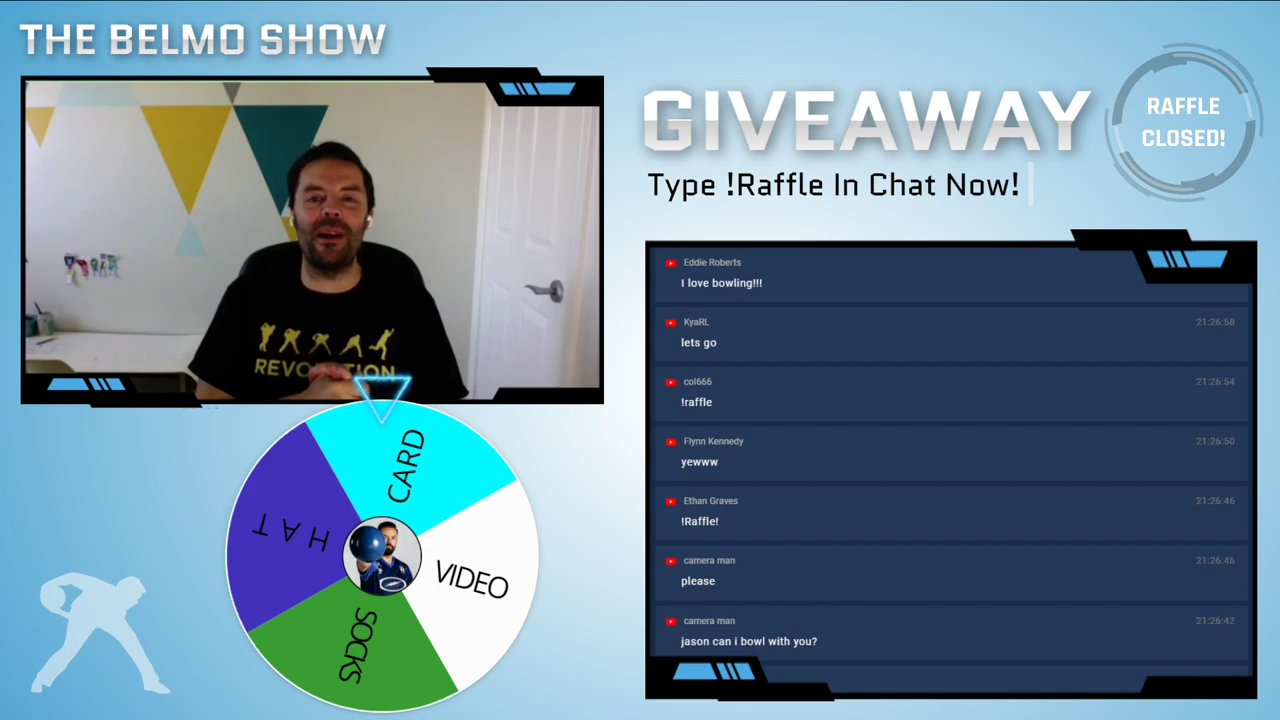 THE BELMO SHOW
REVOLUTION
GIVEAWAY
Type !Raffle In Chat Now!
RAFFLE
CLOSED!
Eddie Roberts
I love bowling!!!
KyaRL 21:26:58
lets go
col666 21:26:54
!raffle
Flynn Kennedy 21:26:50
yewww
Ethan Graves 21:26:46
!Raffle!
camera man 21:26:46
please
camera man 21:26:42
jason can i bowl with you?
CARD
HAT
VIDEO
SOCKS